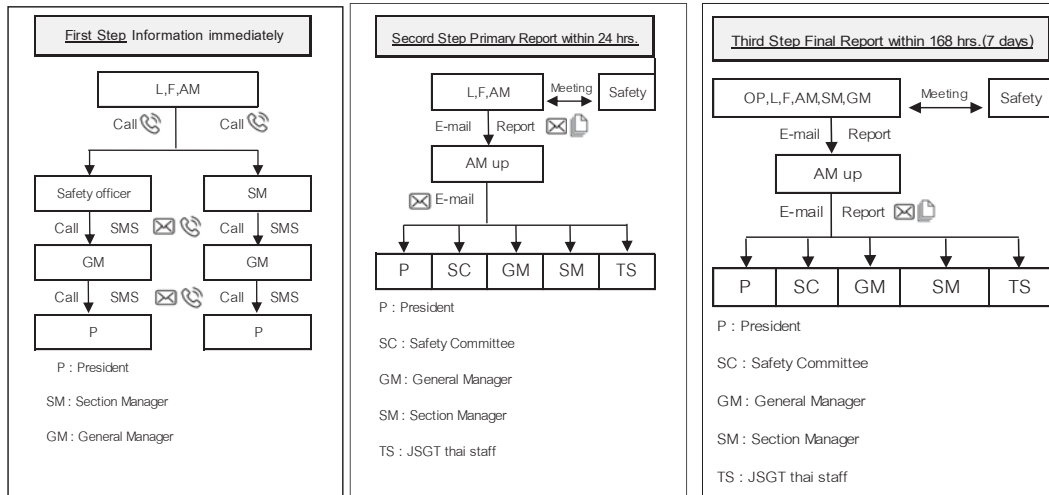 First Step Information immediately
L,F,AM
Call Call
Safety officer SM
Call SMS Call SMS
GM GM
Call SMS Call SMS
P P
P : President
SM : Section Manager
GM : General Manager
Second Step Primary Report within 24 hrs.
L,F,AM Meeting Safety
E-mail Report
AM up
E-mail
P SC GM SM TS
P : President
SC : Safety Committee
GM : General Manager
SM : Section Manager
TS : JSGT thai staff
Third Step Final Report within 168 hrs.(7 days)
OP,L,F,AM,SM,GM Meeting Safety
E-mail Report
AM up
E-mail Report
P SC GM SM TS
P : President
SC : Safety Committee
GM : General Manager
SM : Section Manager
TS : JSGT thai staff